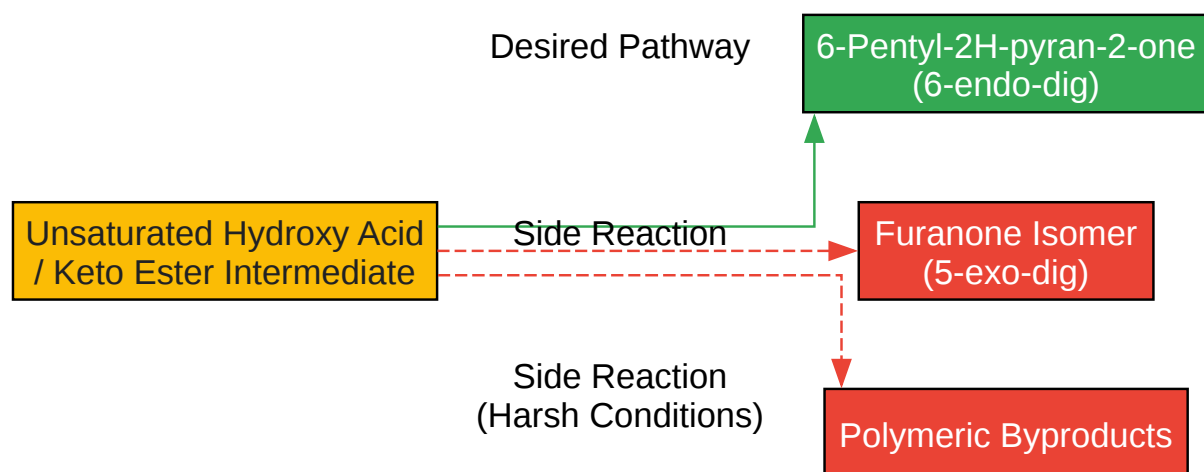 Desired Pathway
6-Pentyl-2H-pyran-2-one
(6-endo-dig)
Unsaturated Hydroxy Acid
/ Keto Ester Intermediate
Side Reaction
Furanone Isomer
(5-exo-dig)
Side Reaction
(Harsh Conditions)
Polymeric Byproducts